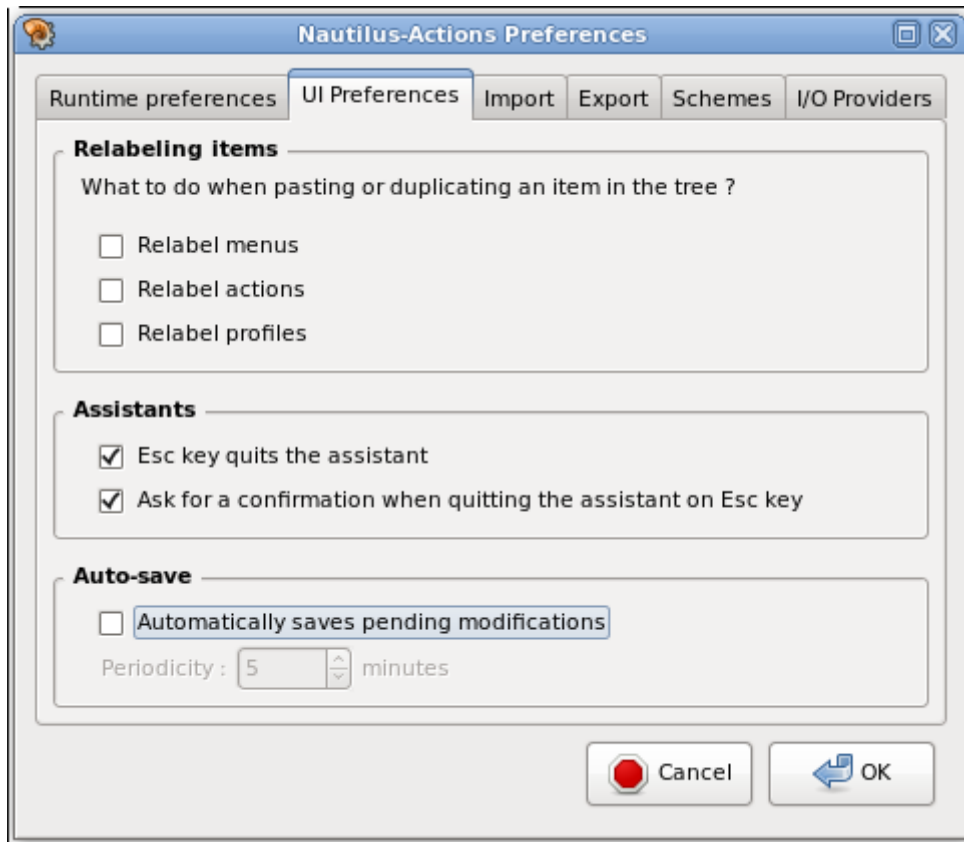 Nautilus-Actions Preferences
Runtime preferences UI Preferences Import Export Schemes I/O Providers
Relabeling items
What to do when pasting or duplicating an item in the tree ?
Relabel menus
Relabel actions
Relabel profiles
Assistants
Esc key quits the assistant
Ask for a confirmation when quitting the assistant on Esc key
Auto-save
Automatically saves pending modifications
Periodicity : 5 minutes
Cancel OK